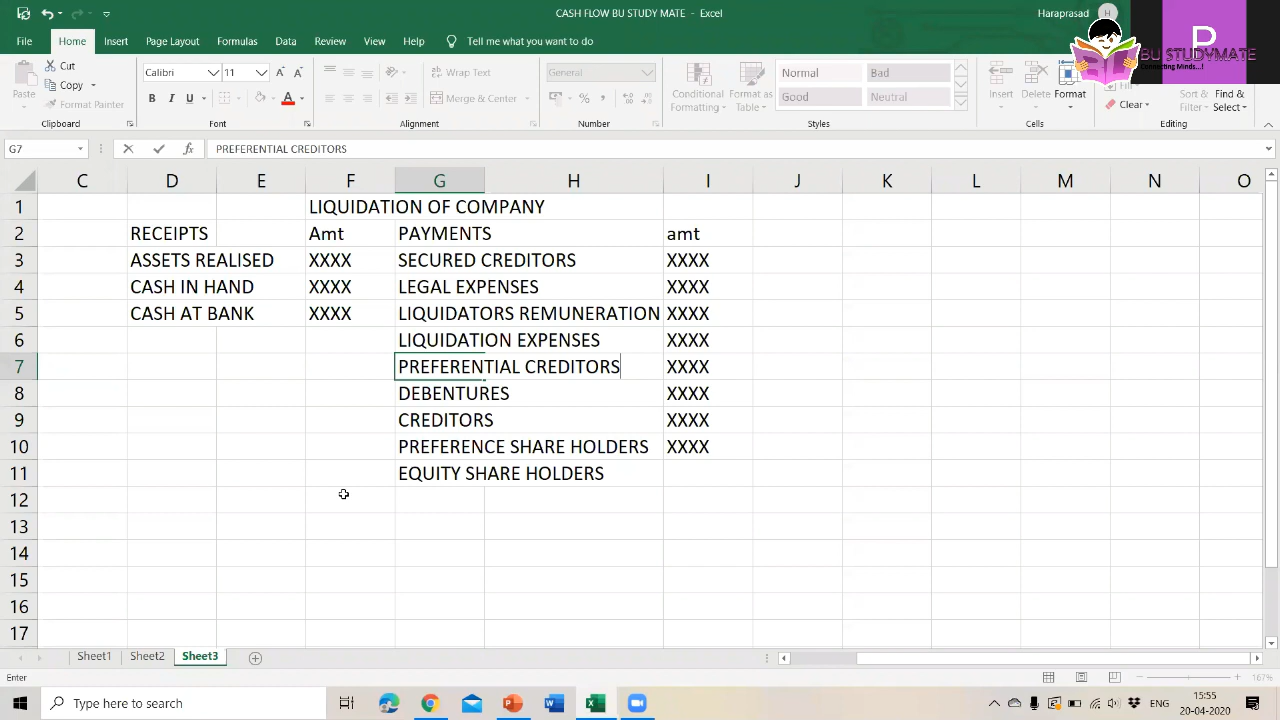 CASH FLOW BU STUDY MATE - Excel
Haraprasad
H
P
BU STUDYMATE
Connecting Minds...!
File Home Insert Page Layout Formulas Data Review View Help Tell me what you want to do
Cut
Copy
Format Painter
Paste
Clipboard
Calibri 11
B I U
Font
Wrap Text
Merge & Center
Alignment
General
Number
Conditional Formatting
Format as Table
Normal Bad
Good Neutral
Styles
Insert Delete Format
Cells
Fill
Clear
Sort & Filter
Find & Select
Editing
G7 PREFERENTIAL CREDITORS
C D E F G H I J K L M N O
1 LIQUIDATION OF COMPANY
2 RECEIPTS Amt PAYMENTS amt
3 ASSETS REALISED XXXX SECURED CREDITORS XXXX
4 CASH IN HAND XXXX LEGAL EXPENSES XXXX
5 CASH AT BANK XXXX LIQUIDATORS REMUNERATION XXXX
6 LIQUIDATION EXPENSES XXXX
7 PREFERENTIAL CREDITORS XXXX
8 DEBENTURES XXXX
9 CREDITORS XXXX
10 PREFERENCE SHARE HOLDERS XXXX
11 EQUITY SHARE HOLDERS
12
13
14
15
16
17
Sheet1 Sheet2 Sheet3
Enter
167%
Type here to search
ENG
15:55
20-04-2020